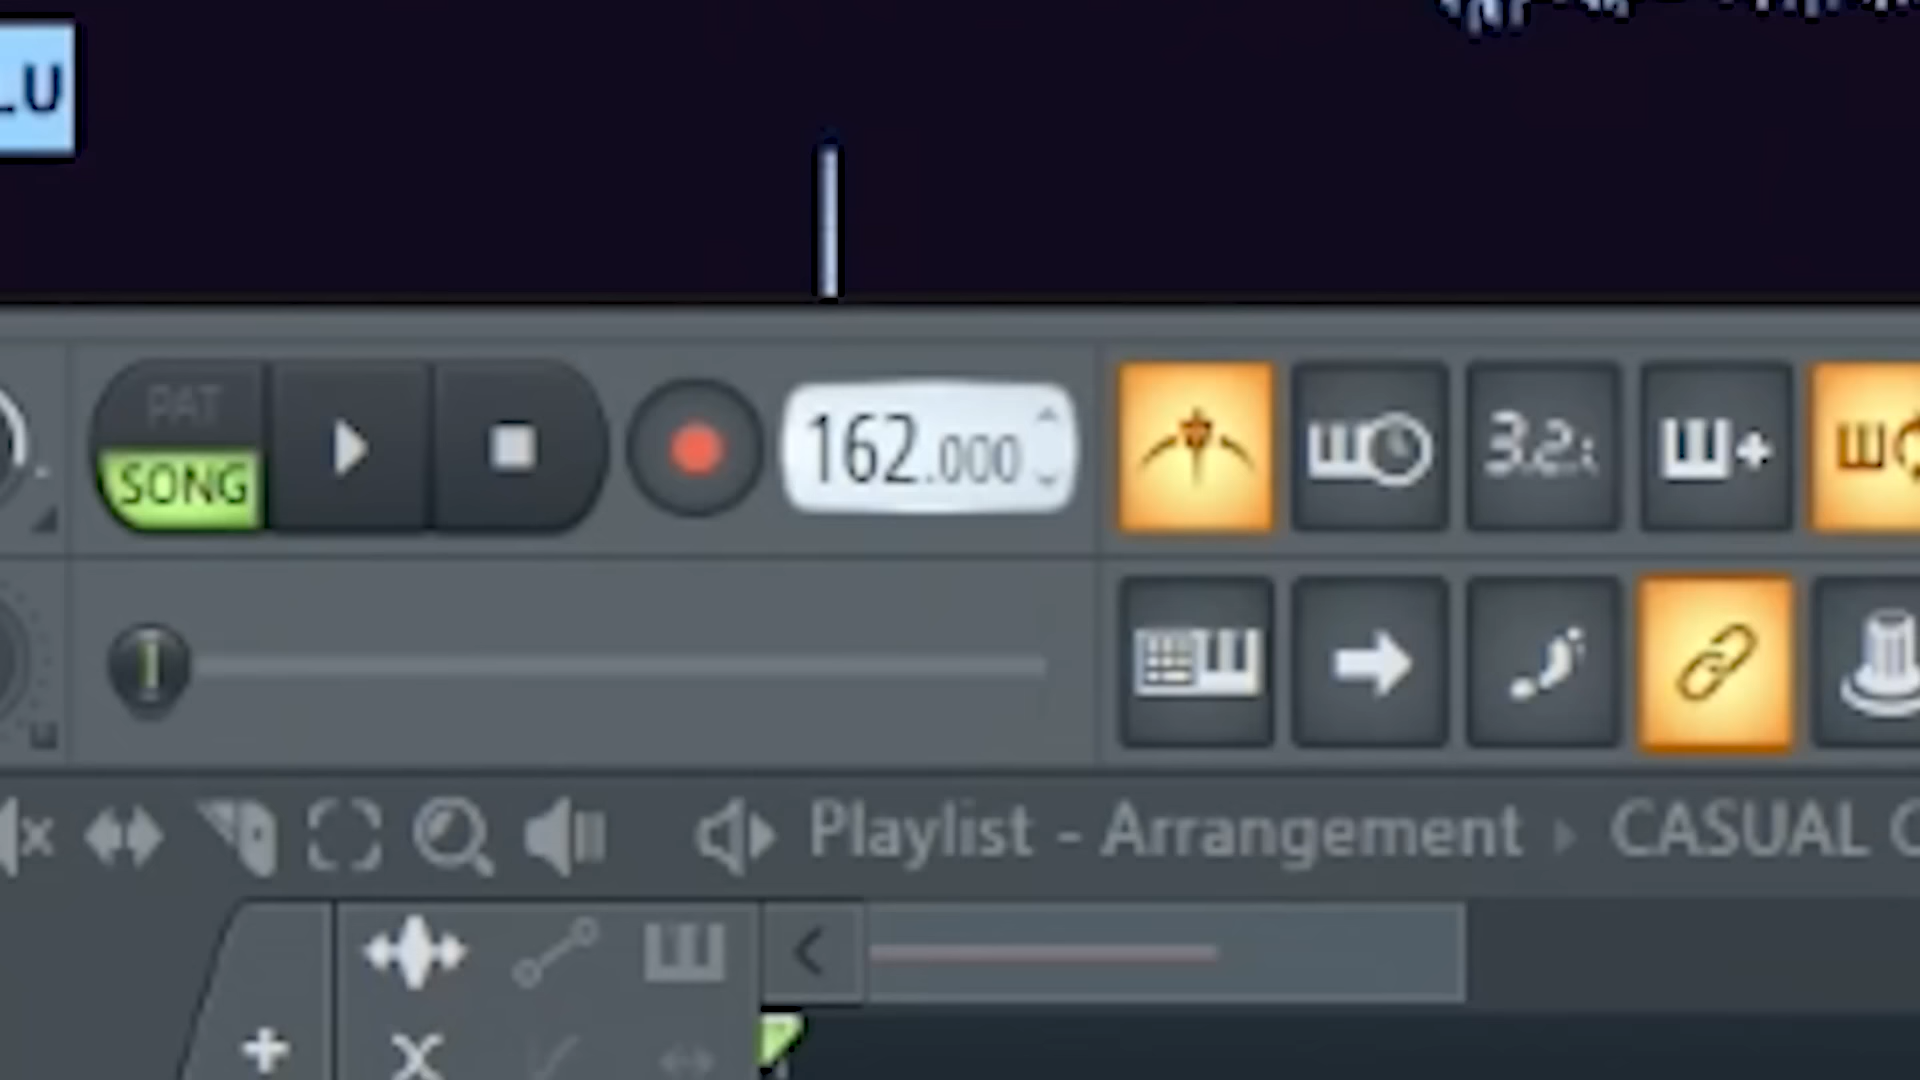 LU
PAT
SONG
162.000
3.2:
Playlist - Arrangement
CASUAL